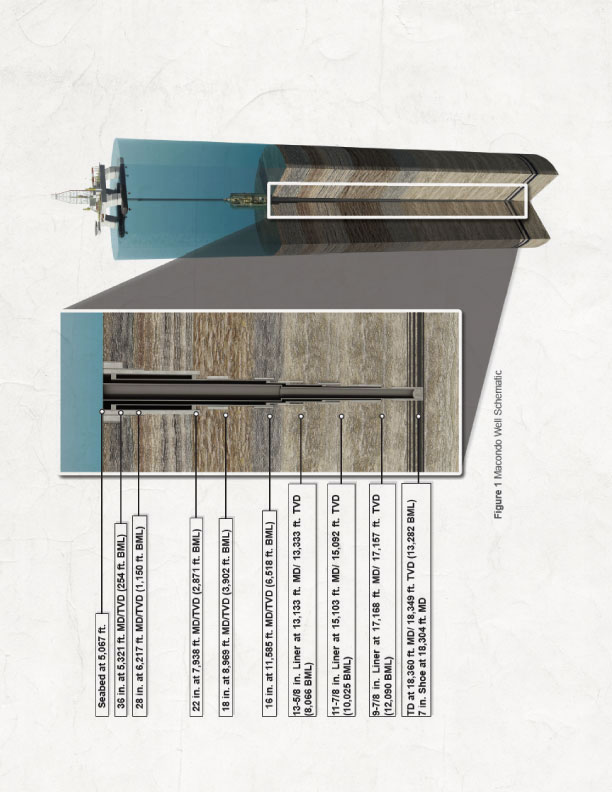 Seabed at 5,067 ft.
36 in. at 5,321 ft. MD/TVD (254 ft. BML)
28 in. at 6,217 ft. MD/TVD (1,150 ft. BML)
22 in. at 7,938 ft. MD/TVD (2,871 ft. BML)
18 in. at 8,969 ft. MD/TVD (3,902 ft. BML)
16 in. at 11,585 ft. MD/TVD (6,518 ft. BML)
13-5/8 in. Liner at 13,133 ft. MD/ 13,333 ft. TVD
(8,066 BML)
11-7/8 in. Liner at 15,103 ft. MD/ 15,092 ft. TVD
(10,025 BML)
9-7/8 in. Liner at 17,168 ft. MD/ 17,157 ft. TVD
(12,090 BML)
TD at 18,360 ft. MD/ 18,349 ft. TVD (13,282 BML)
7 in. Shoe at 18,304 ft. MD
Figure 1 Macondo Well Schematic